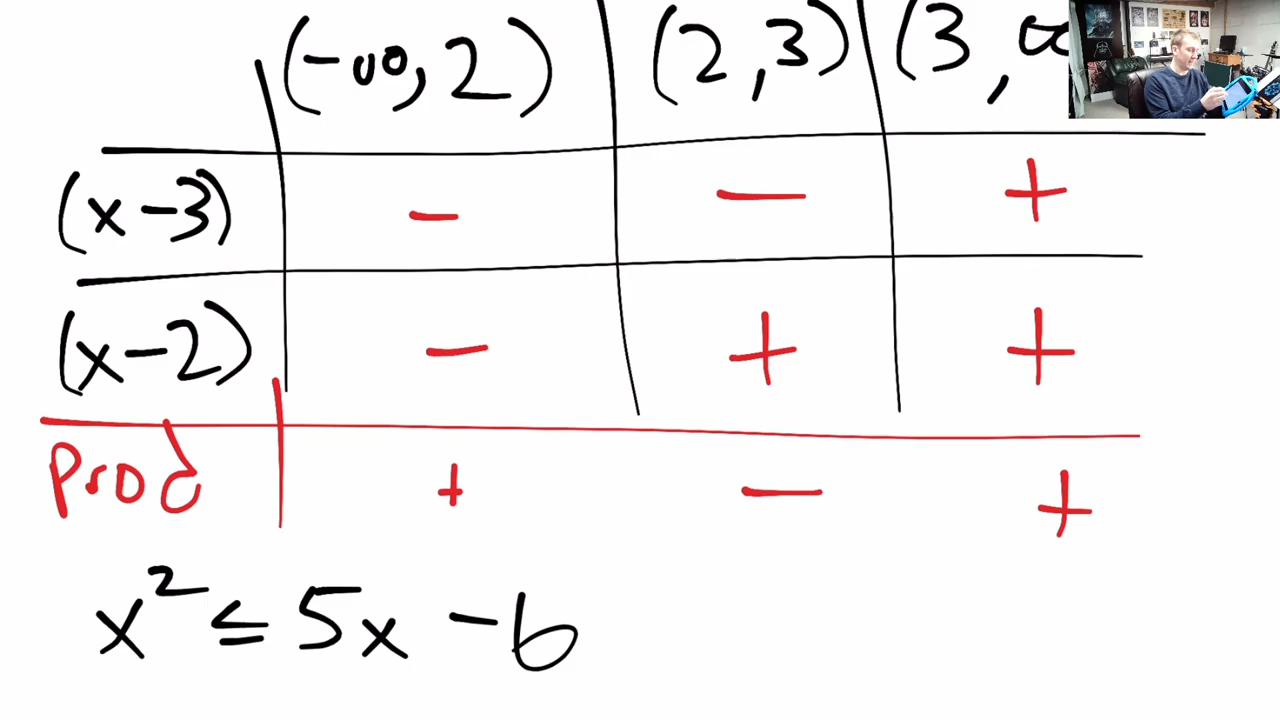 (-∞, 2) (2, 3) (3, ∞
(x-3) - - +
(x-2) - + +
Prod + - +
x² ≤ 5x - 6